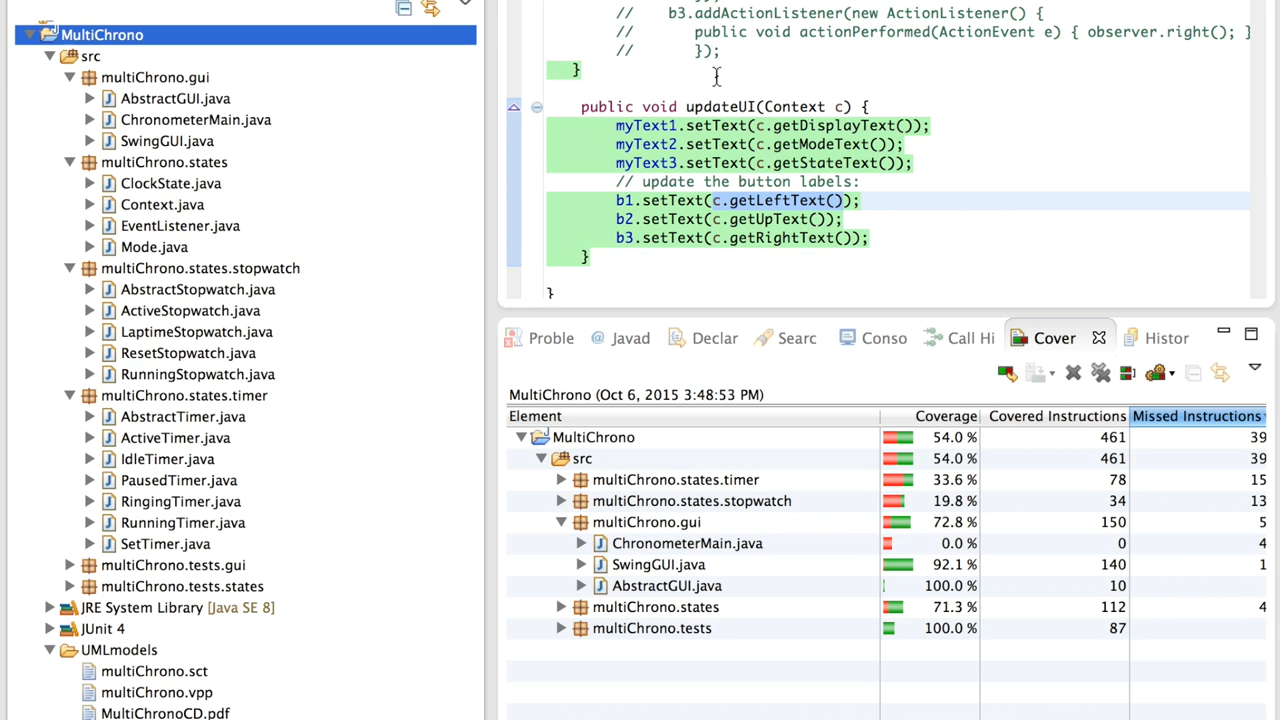 MultiChrono
src
multiChrono.gui
AbstractGUI.java
ChronometerMain.java
SwingGUI.java
multiChrono.states
ClockState.java
Context.java
EventListener.java
Mode.java
multiChrono.states.stopwatch
AbstractStopwatch.java
ActiveStopwatch.java
LaptimeStopwatch.java
ResetStopwatch.java
RunningStopwatch.java
multiChrono.states.timer
AbstractTimer.java
ActiveTimer.java
IdleTimer.java
PausedTimer.java
RingingTimer.java
RunningTimer.java
SetTimer.java
multiChrono.tests.gui
multiChrono.tests.states
JRE System Library [Java SE 8]
JUnit 4
UMLmodels
multiChrono.sct
multiChrono.vpp
MultiChronoCD.pdf
// b3.addActionListener(new ActionListener() {
// public void actionPerformed(ActionEvent e) { observer.right(); }
// });
}
public void updateUI(Context c) {
myText1.setText(c.getDisplayText());
myText2.setText(c.getModeText());
myText3.setText(c.getStateText());
// update the button labels:
b1.setText(c.getLeftText());
b2.setText(c.getUpText());
b3.setText(c.getRightText());
}
}
Proble @ Javad Declar Searc Conso Call Hi Cover Histor
MultiChrono (Oct 6, 2015 3:48:53 PM)
Element Coverage Covered Instructions Missed Instructions
MultiChrono 54.0 % 461 39
src 54.0 % 461 39
multiChrono.states.timer 33.6 % 78 15
multiChrono.states.stopwatch 19.8 % 34 13
multiChrono.gui 72.8 % 150 5
ChronometerMain.java 0.0 % 0 4
SwingGUI.java 92.1 % 140 1
AbstractGUI.java 100.0 % 10
multiChrono.states 71.3 % 112 4
multiChrono.tests 100.0 % 87